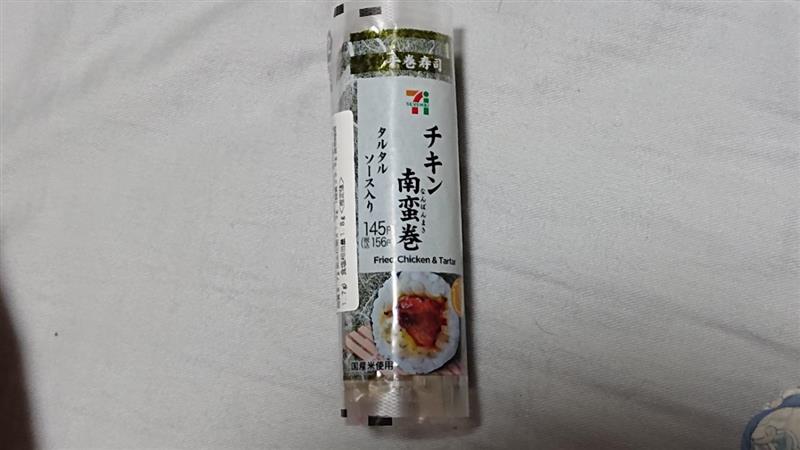 手巻寿司
SEVEN&i
チキン
南蛮巻
なんばんまき
タルタル
ソース入り
145円
(税込156円)
Fried Chicken & Tartar
国産米使用